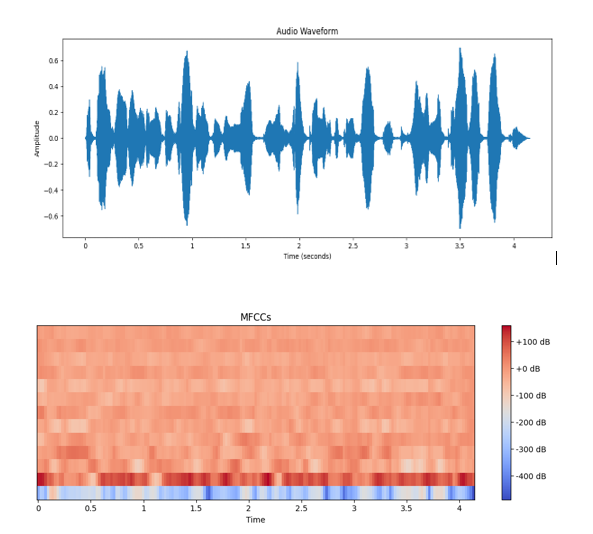 Audio Waveform
0.6
0.4
0.2
0.0
−0.2
−0.4
−0.6
Amplitude
0 0.5 1 1.5 2 2.5 3 3.5 4
Time (seconds)
MFCCs
+100 dB
+0 dB
-100 dB
-200 dB
-300 dB
-400 dB
0 0.5 1 1.5 2 2.5 3 3.5 4
Time